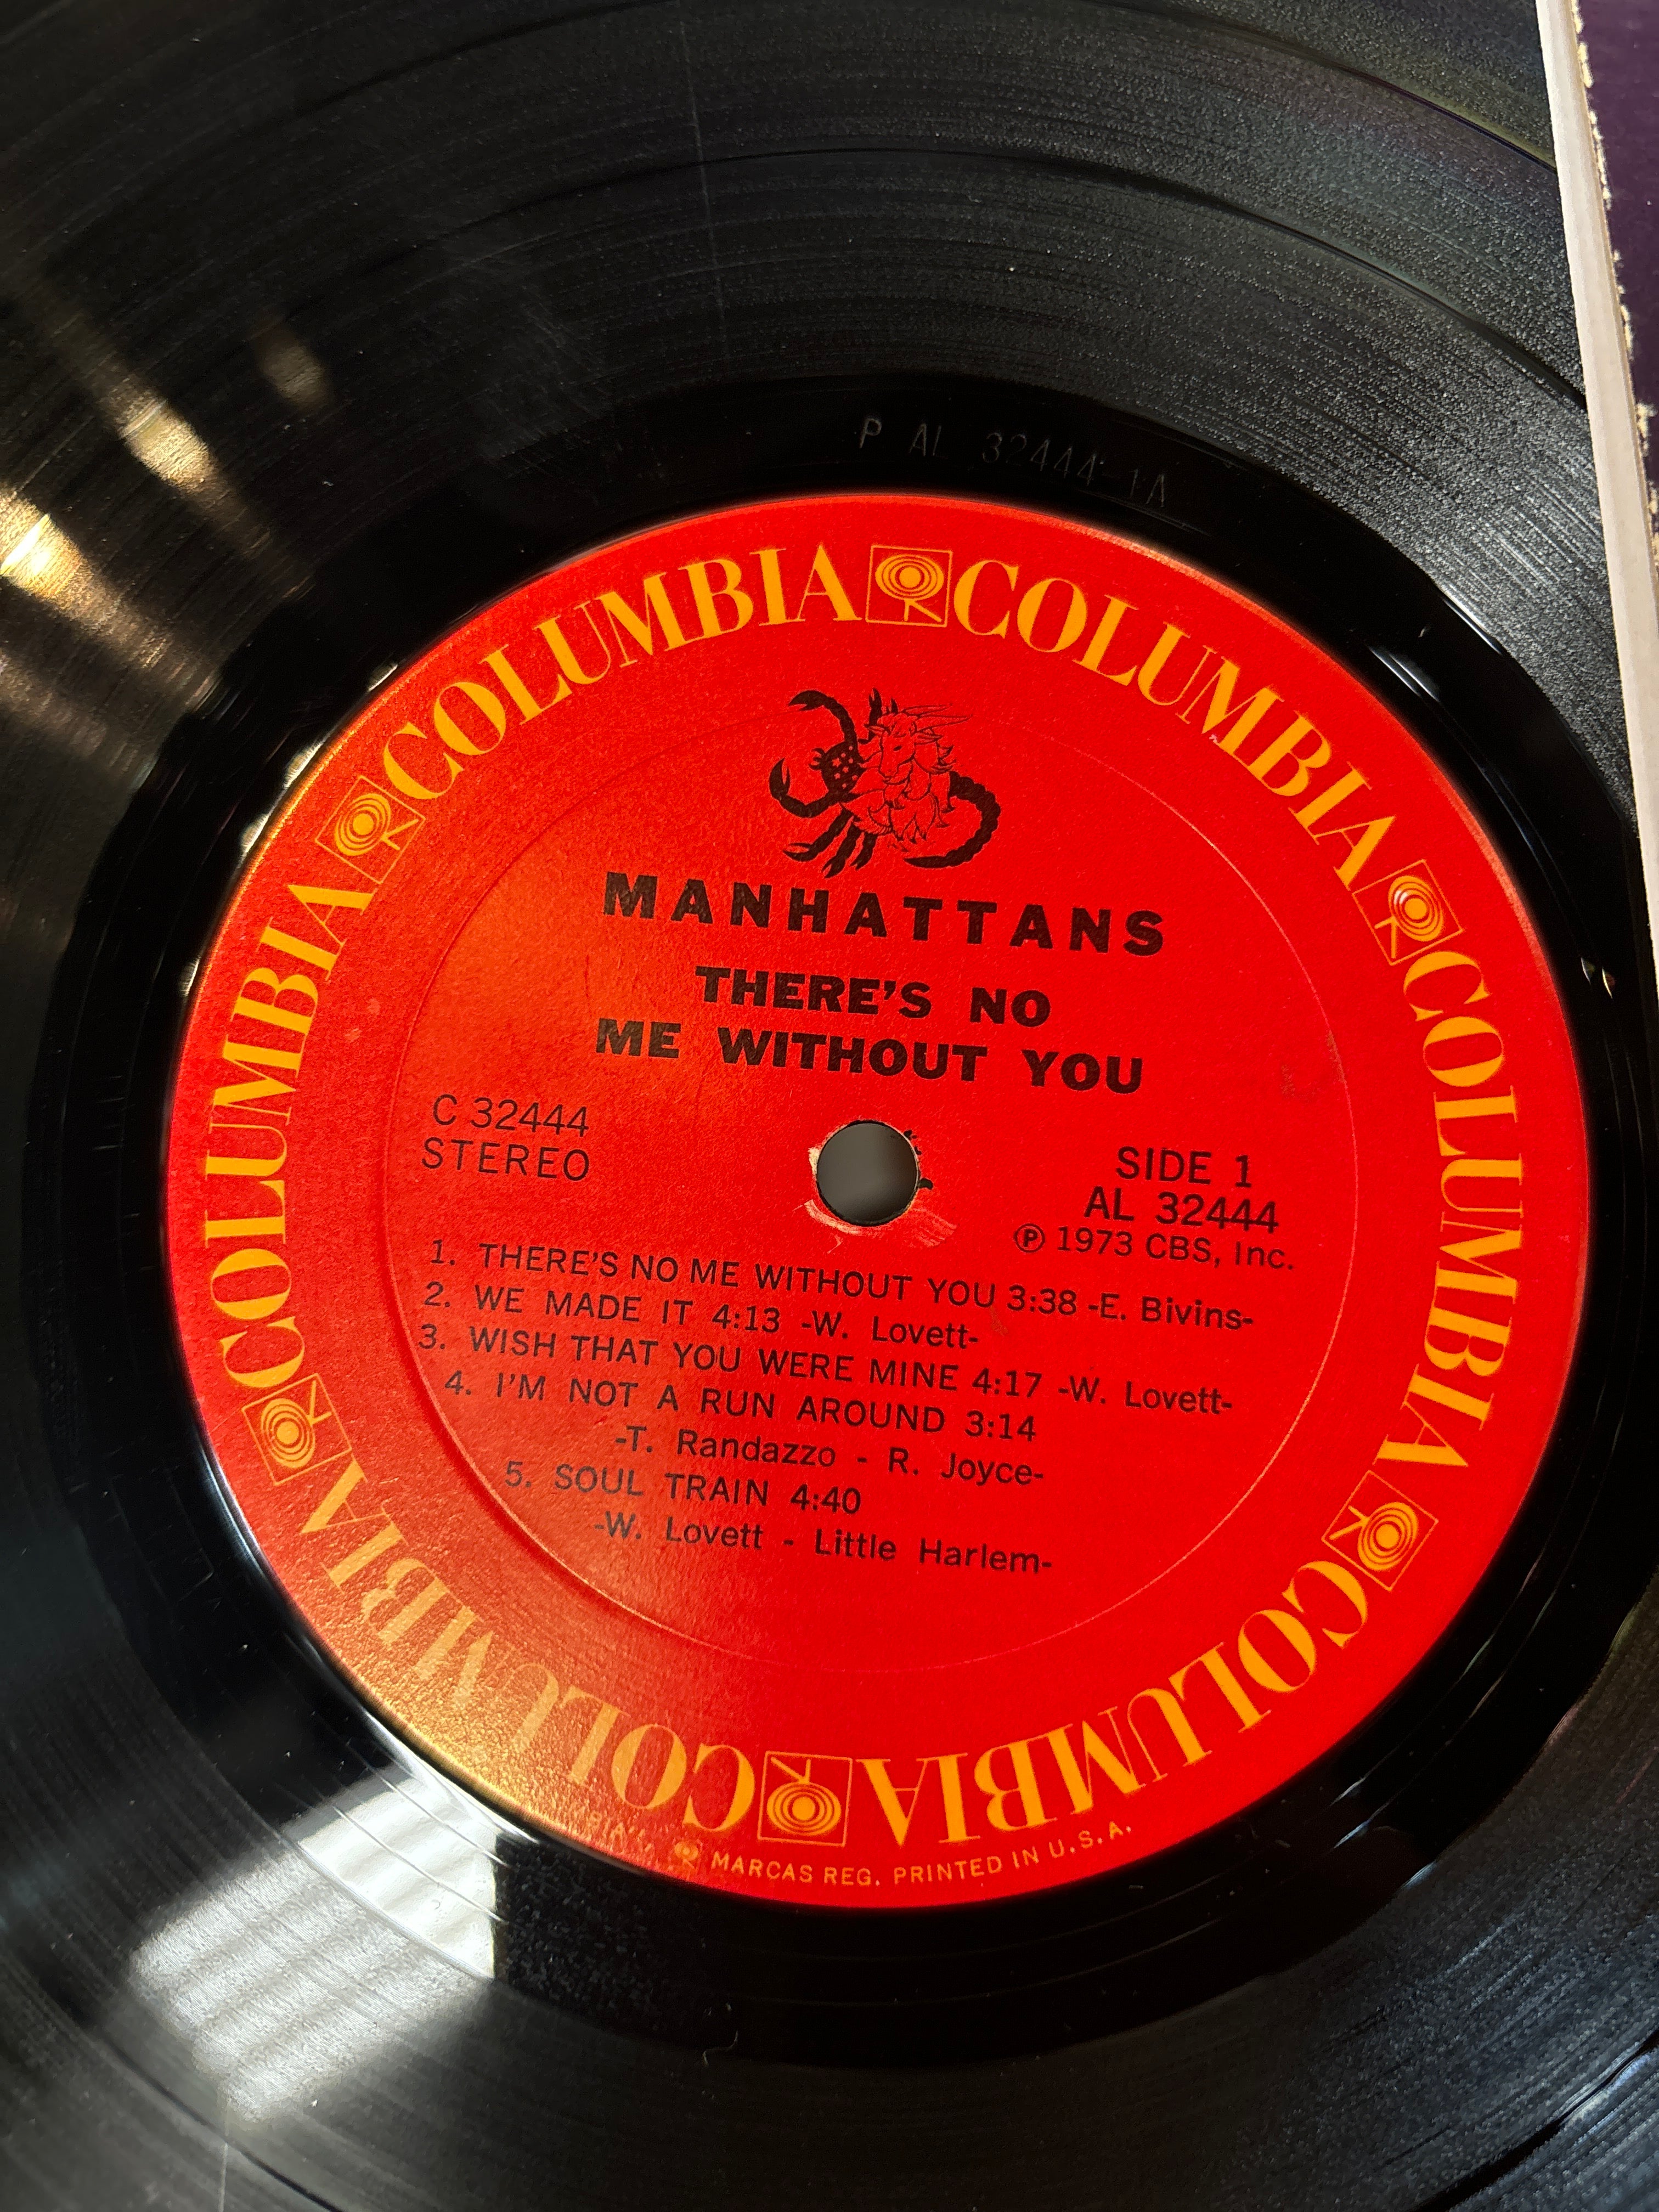 P AL 32444-1A
COLUMBIA COLUMBIA COLUMBIA COLUMBIA COLUMBIA COLUMBIA
MANHATTANS
THERE'S NO
ME WITHOUT YOU
C 32444
STEREO
SIDE 1
AL 32444
Ⓟ 1973 CBS, Inc.
1. THERE'S NO ME WITHOUT YOU 3:38 -E. Bivins-
2. WE MADE IT 4:13 -W. Lovett-
3. WISH THAT YOU WERE MINE 4:17 -W. Lovett-
4. I'M NOT A RUN AROUND 3:14
-T. Randazzo - R. Joyce-
5. SOUL TRAIN 4:40
-W. Lovett - Little Harlem-
MARCAS REG. PRINTED IN U.S.A.